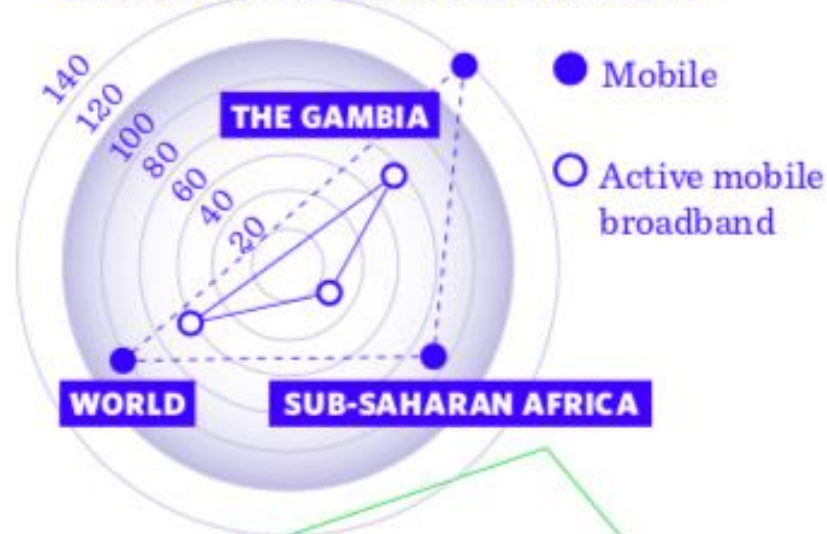 140
120
100
80
60
40
20
THE GAMBIA
WORLD
SUB-SAHARAN AFRICA
Mobile
Active mobile
broadband